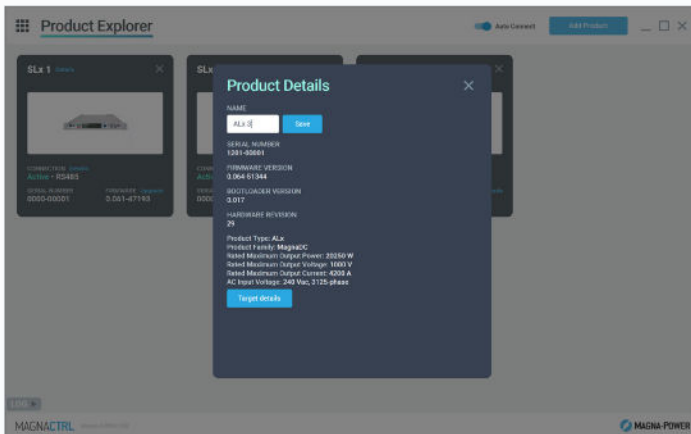 Product Explorer
Auto Connect
Add Product
SLx 1
SLx
Product Details
NAME
ALx 3
Save
SERIAL NUMBER
1201-00001
FIRMWARE VERSION
0.064-51344
BOOTLOADER VERSION
0.017
HARDWARE REVISION
29
Product Type: ALx
Product Family: MagnaDC
Rated Maximum Output Power: 20250 W
Rated Maximum Output Voltage: 1000 V
Rated Maximum Output Current: 4200 A
AC Input Voltage: 240 Vac, 3125-phase
Target details
CONNECTION
Active • RS485
SERIAL NUMBER
FIRMWARE
0000-00001
0.061-47193
MAGNACTRL
MAGNA-POWER